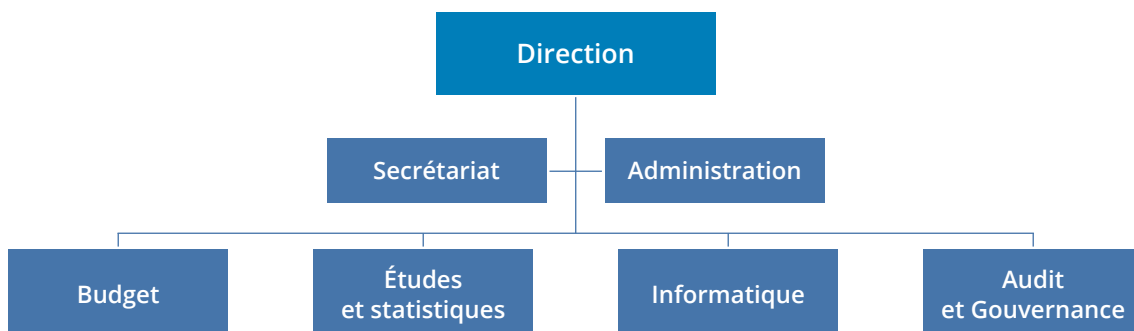 Direction
Secrétariat
Administration
Budget
Études
et statistiques
Informatique
Audit
et Gouvernance